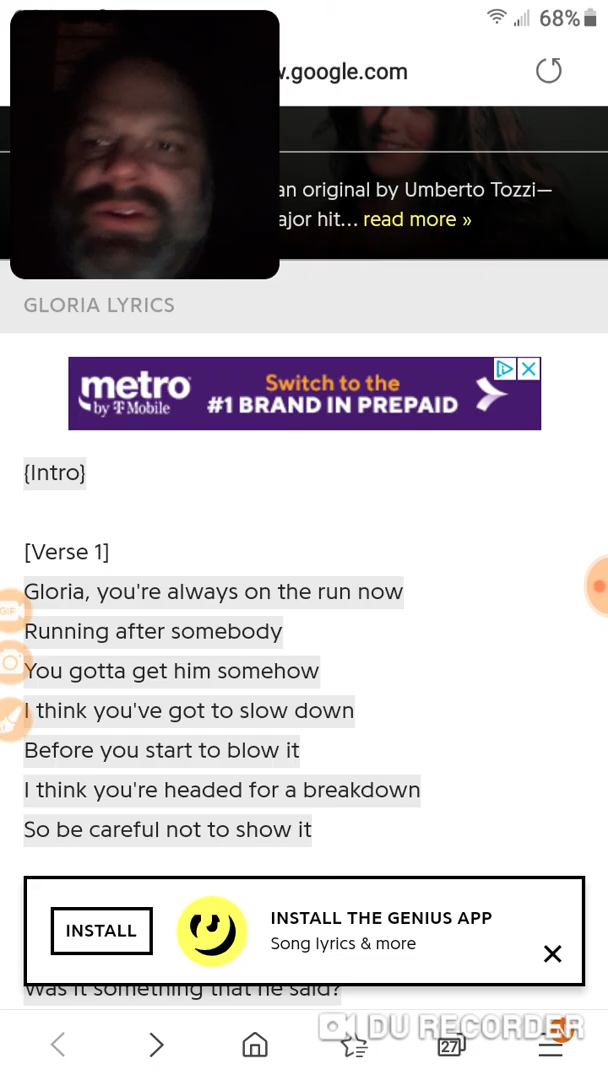 68%
v.google.com
an original by Umberto Tozzi—
ajor hit... read more »
GLORIA LYRICS
metro
by T Mobile
Switch to the
#1 BRAND IN PREPAID
{Intro}
[Verse 1]
Gloria, you're always on the run now
Running after somebody
You gotta get him somehow
I think you've got to slow down
Before you start to blow it
I think you're headed for a breakdown
So be careful not to show it
GIF
INSTALL
INSTALL THE GENIUS APP
Song lyrics & more
Was it something that he said?
DU RECORDER
27
N